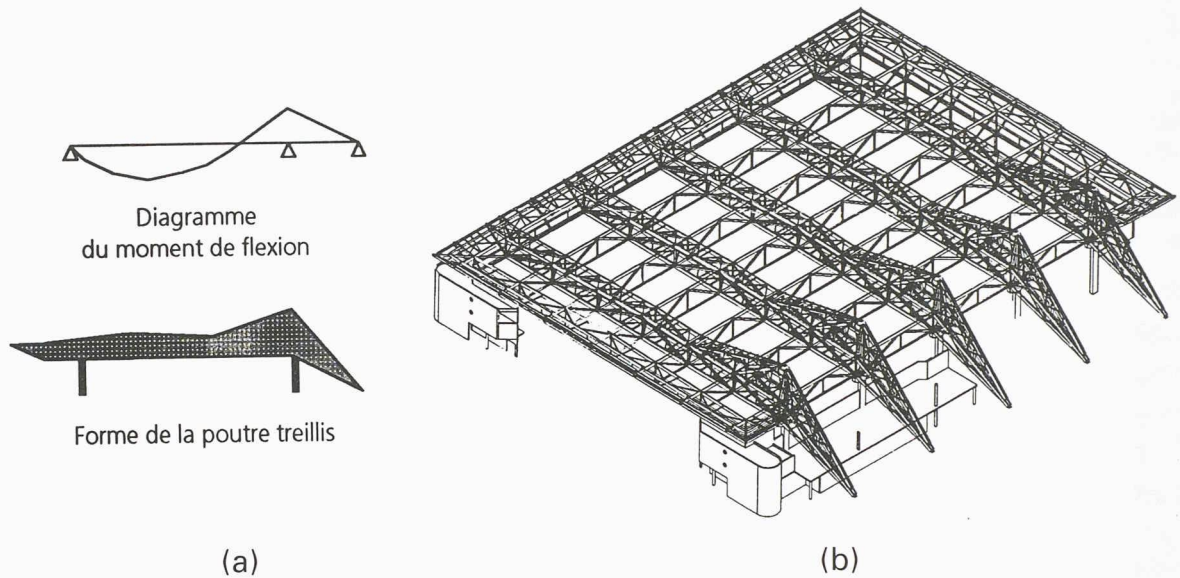 Diagramme
du moment de flexion
Forme de la poutre treillis
(a)
(b)